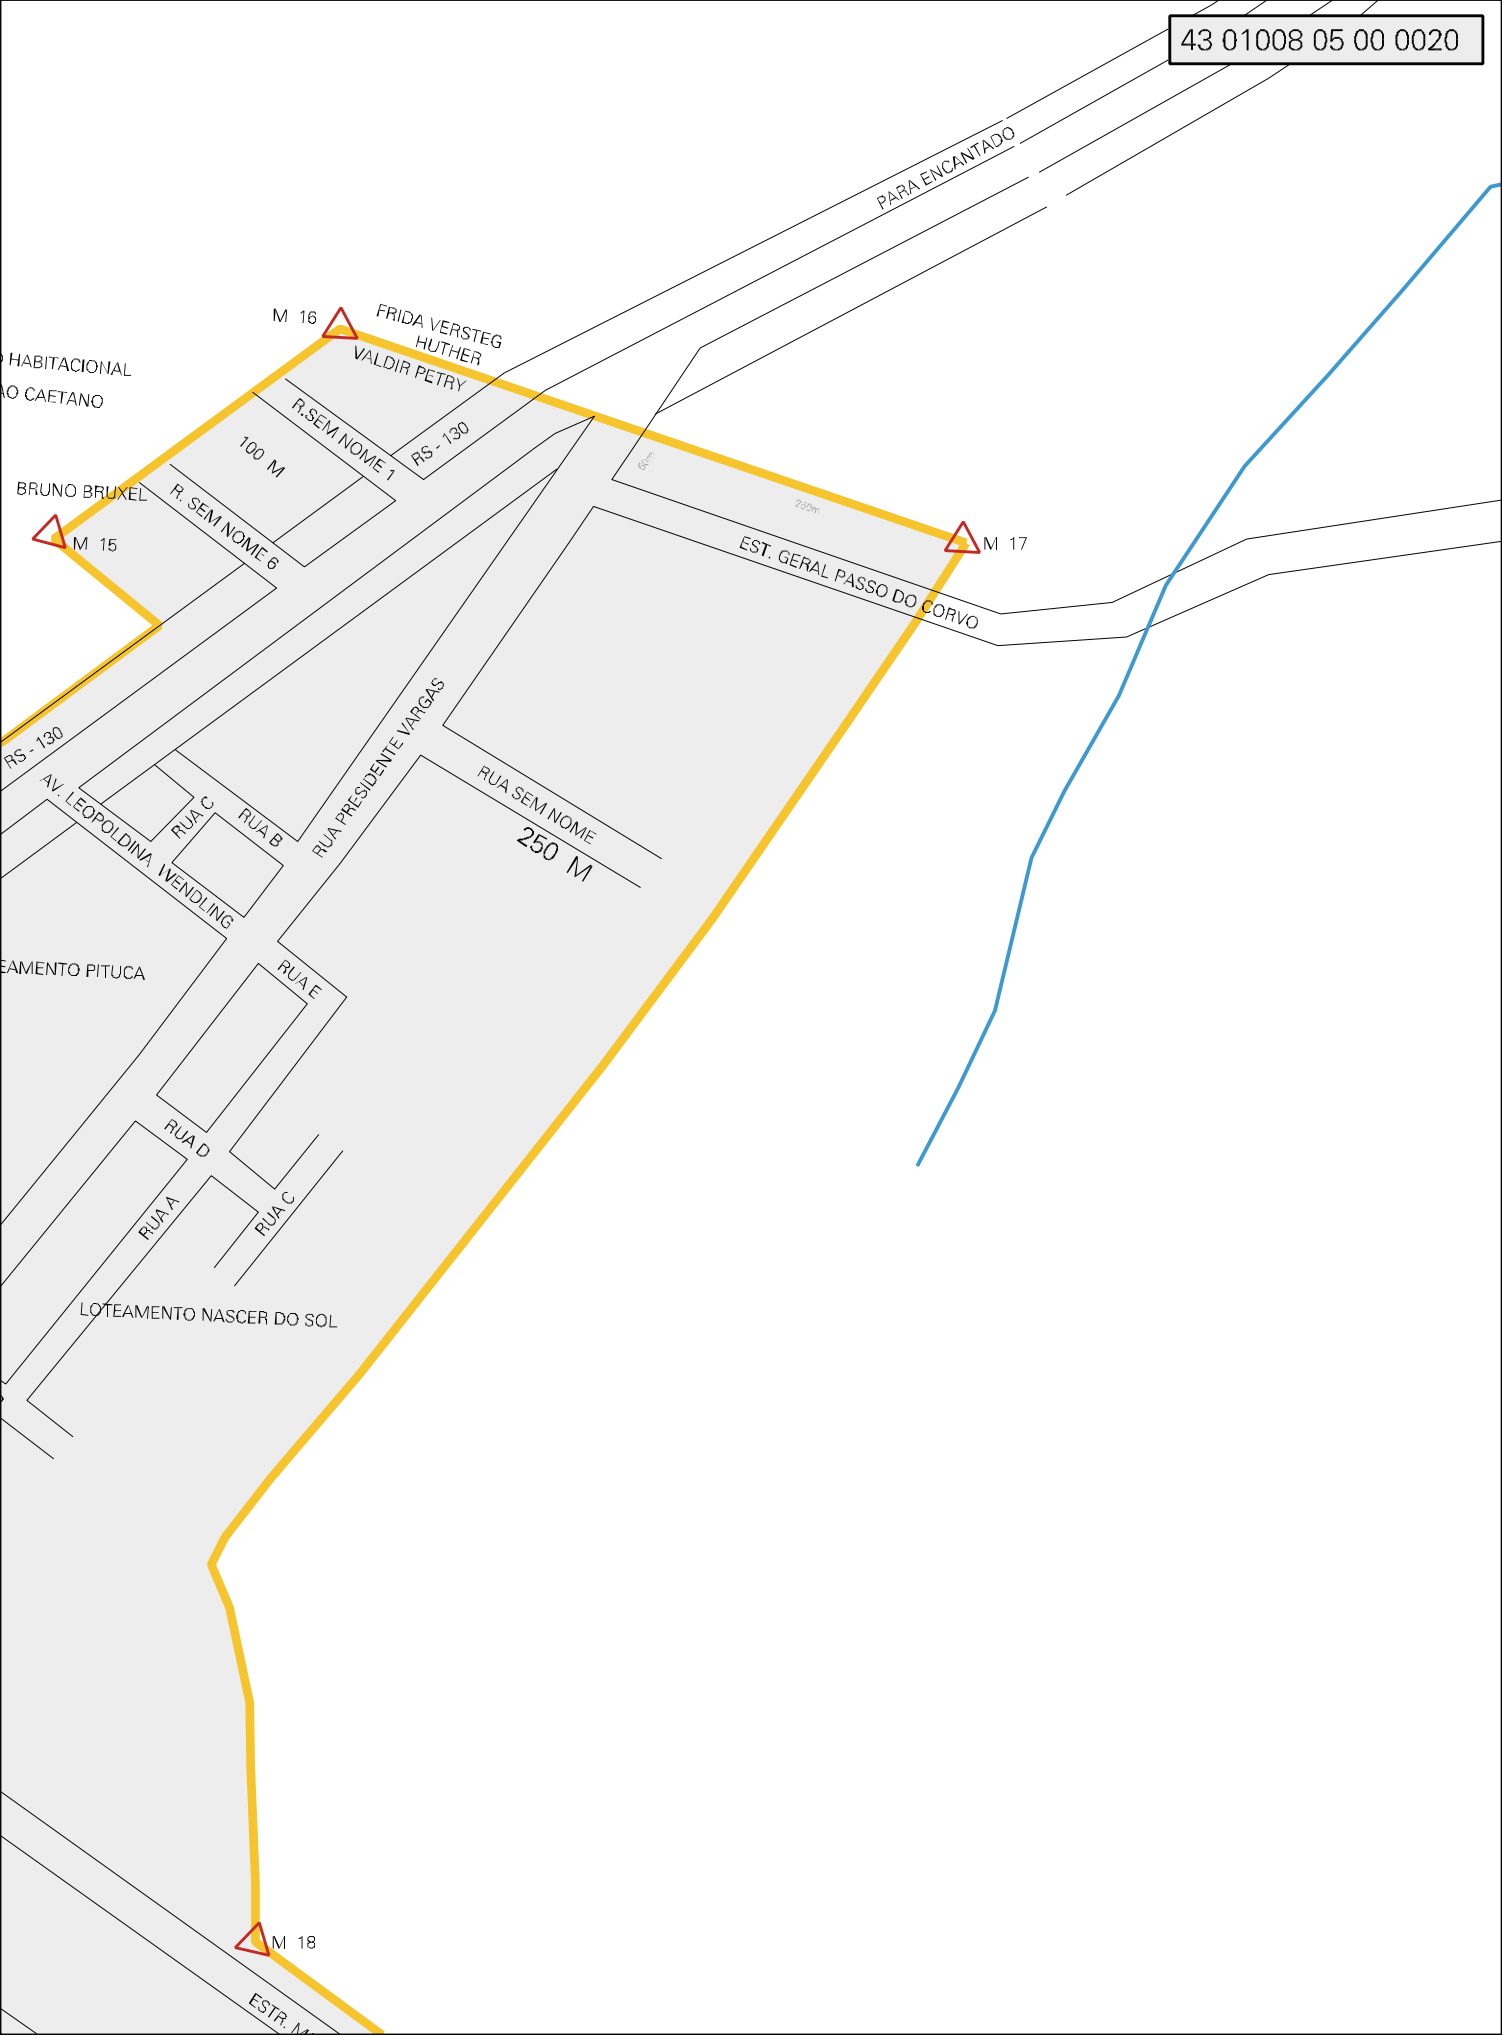 43 01008 05 00 0020
PARA ENCANTADO
M 16
FRIDA VERSTEG
HUTHER
VALDIR PETRY
HABITACIONAL
CAETANO
R.SEM NOME 1
RS - 130
100 M
50m
BRUNO BRUXEL
R. SEM NOME 6
250m
M 15
EST. GERAL PASSO DO CORVO
M 17
RS - 130
RUA PRESIDENTE VARGAS
AV. LEOPOLDINA WENDLING
RUA C
RUA B
RUA SEM NOME
250 M
EAMENTO PITUCA
RUA E
RUA D
RUA A
RUA C
LOTEAMENTO NASCER DO SOL
M 18
ESTR.